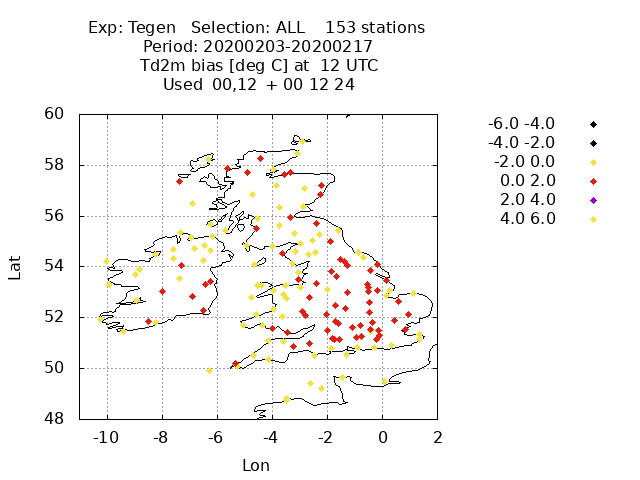 Exp: Tegen Selection: ALL 153 stations
Period: 20200203-20200217
Td2m bias [deg C] at 12 UTC
Used 00,12 + 00 12 24
-6.0 -4.0
-4.0 -2.0
-2.0 0.0
0.0 2.0
2.0 4.0
4.0 6.0
60
58
56
54
52
50
48
Lat
-10 -8 -6 -4 -2 0 2
Lon